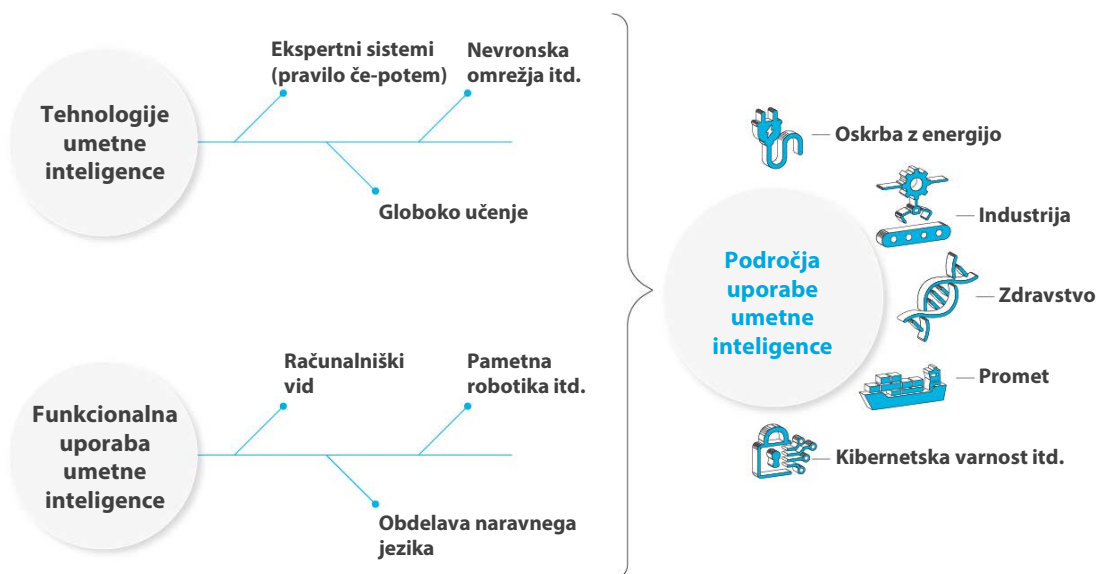 Tehnologije
umetne
inteligence
Ekspertni sistemi
(pravilo če-potem)
Nevronska
omrežja itd.
Globoko učenje
Funkcionalna
uporaba
umetne
inteligence
Računalniški
vid
Pametna
robotika itd.
Obdelava naravnega
jezika
Področja
uporabe
umetne
inteligence
Oskrba z energijo
Industrija
Zdravstvo
Promet
Kibernetska varnost itd.